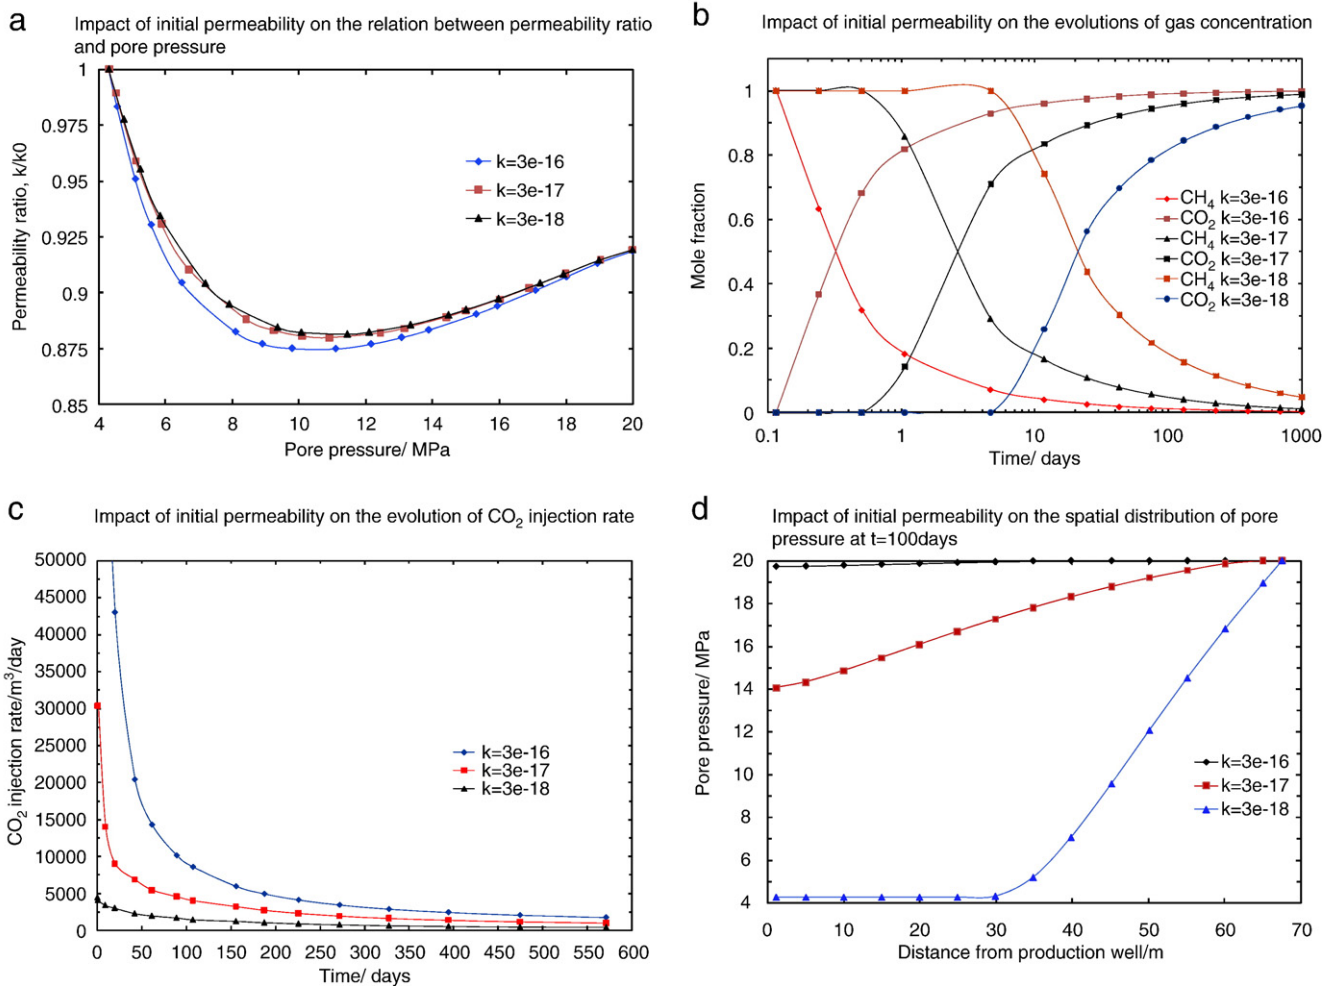 a
Impact of initial permeability on the relation between permeability ratio
and pore pressure
1
0.975
0.95
0.925
0.9
0.875
0.85
Permeability ratio, k/k0
k=3e-16
k=3e-17
k=3e-18
4 6 8 10 12 14 16 18 20
Pore pressure/ MPa
b
Impact of initial permeability on the evolutions of gas concentration
1
0.8
0.6
0.4
0.2
0
Mole fraction
CH4 k=3e-16
CO2 k=3e-16
CH4 k=3e-17
CO2 k=3e-17
CH4 k=3e-18
CO2 k=3e-18
0.1 1 10 100 1000
Time/ days
c
Impact of initial permeability on the evolution of CO2 injection rate
50000
45000
40000
35000
30000
25000
20000
15000
10000
5000
0
CO2 injection rate/m³/day
k=3e-16
k=3e-17
k=3e-18
0 50 100 150 200 250 300 350 400 450 500 550 600
Time/ days
d
Impact of initial permeability on the spatial distribution of pore
pressure at t=100days
20
18
16
14
12
10
8
6
4
Pore pressure/ MPa
k=3e-16
k=3e-17
k=3e-18
0 10 20 30 40 50 60 70
Distance from production well/m